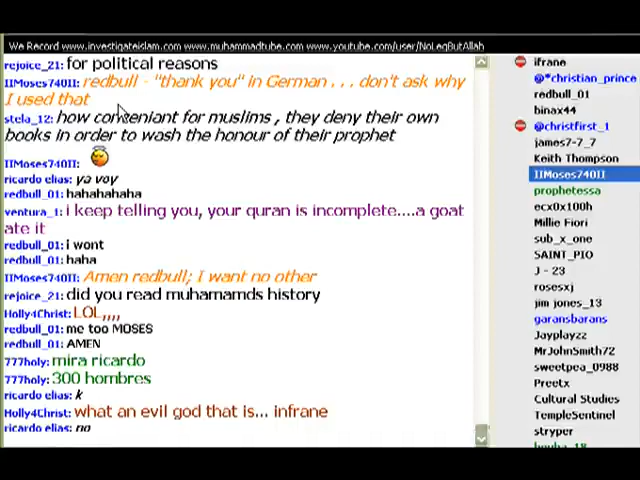 We Record www.investigateislam.com www.muhammadtube.com www.youtube.com/user/NoLeqButAllah
rejoice_21: for political reasons
IIMoses740II: redbull - "thank you" in German . . . don't ask why
I used that
stela_12: how conveniant for muslims , they deny their own
books in order to wash the honour of their prophet
IIMoses740II:
ricardo elias: ya voy
redbull_01: hahahahaha
ventura_1: i keep telling you, your quran is incomplete....a goat
ate it
redbull_01: i wont
redbull_01: haha
IIMoses740II: Amen redbull; I want no other
rejoice_21: did you read muhamamds history
Holly4Christ: LOL,,,,
redbull_01: me too MOSES
redbull_01: AMEN
777holy: mira ricardo
777holy: 300 hombres
ricardo elias: k
Holly4Christ: what an evil god that is... infrane
ricardo elias: no
ifrane
@*christian_prince
redbull_01
binax44
@christfirst_1
james7-7_7
Keith Thompson
IIMoses740II
prophetessa
ecx0x100h
Millie Fiori
sub_x_one
SAINT_PIO
J - 23
rosesxj
jim jones_13
garansbarans
Jayplayzz
MrJohnSmith72
sweetpea_0988
Preetx
Cultural Studies
TempleSentinel
stryper